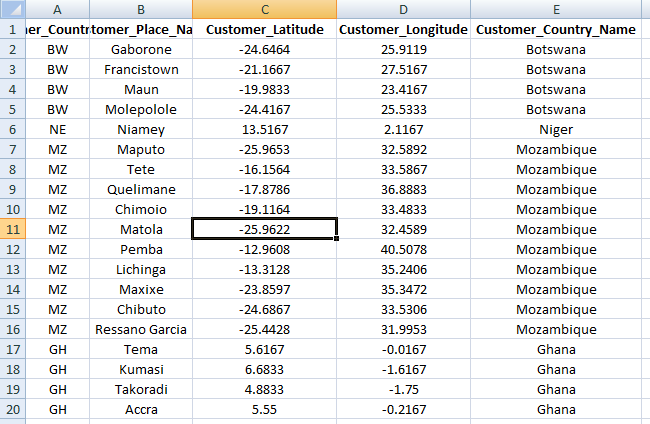 A B C D E
1 ner_Countr tomer_Place_Na Customer_Latitude Customer_Longitude Customer_Country_Name
2 BW Gaborone -24.6464 25.9119 Botswana
3 BW Francistown -21.1667 27.5167 Botswana
4 BW Maun -19.9833 23.4167 Botswana
5 BW Molepolole -24.4167 25.5333 Botswana
6 NE Niamey 13.5167 2.1167 Niger
7 MZ Maputo -25.9653 32.5892 Mozambique
8 MZ Tete -16.1564 33.5867 Mozambique
9 MZ Quelimane -17.8786 36.8883 Mozambique
10 MZ Chimoio -19.1164 33.4833 Mozambique
11 MZ Matola -25.9622 32.4589 Mozambique
12 MZ Pemba -12.9608 40.5078 Mozambique
13 MZ Lichinga -13.3128 35.2406 Mozambique
14 MZ Maxixe -23.8597 35.3472 Mozambique
15 MZ Chibuto -24.6867 33.5306 Mozambique
16 MZ Ressano Garcia -25.4428 31.9953 Mozambique
17 GH Tema 5.6167 -0.0167 Ghana
18 GH Kumasi 6.6833 -1.6167 Ghana
19 GH Takoradi 4.8833 -1.75 Ghana
20 GH Accra 5.55 -0.2167 Ghana